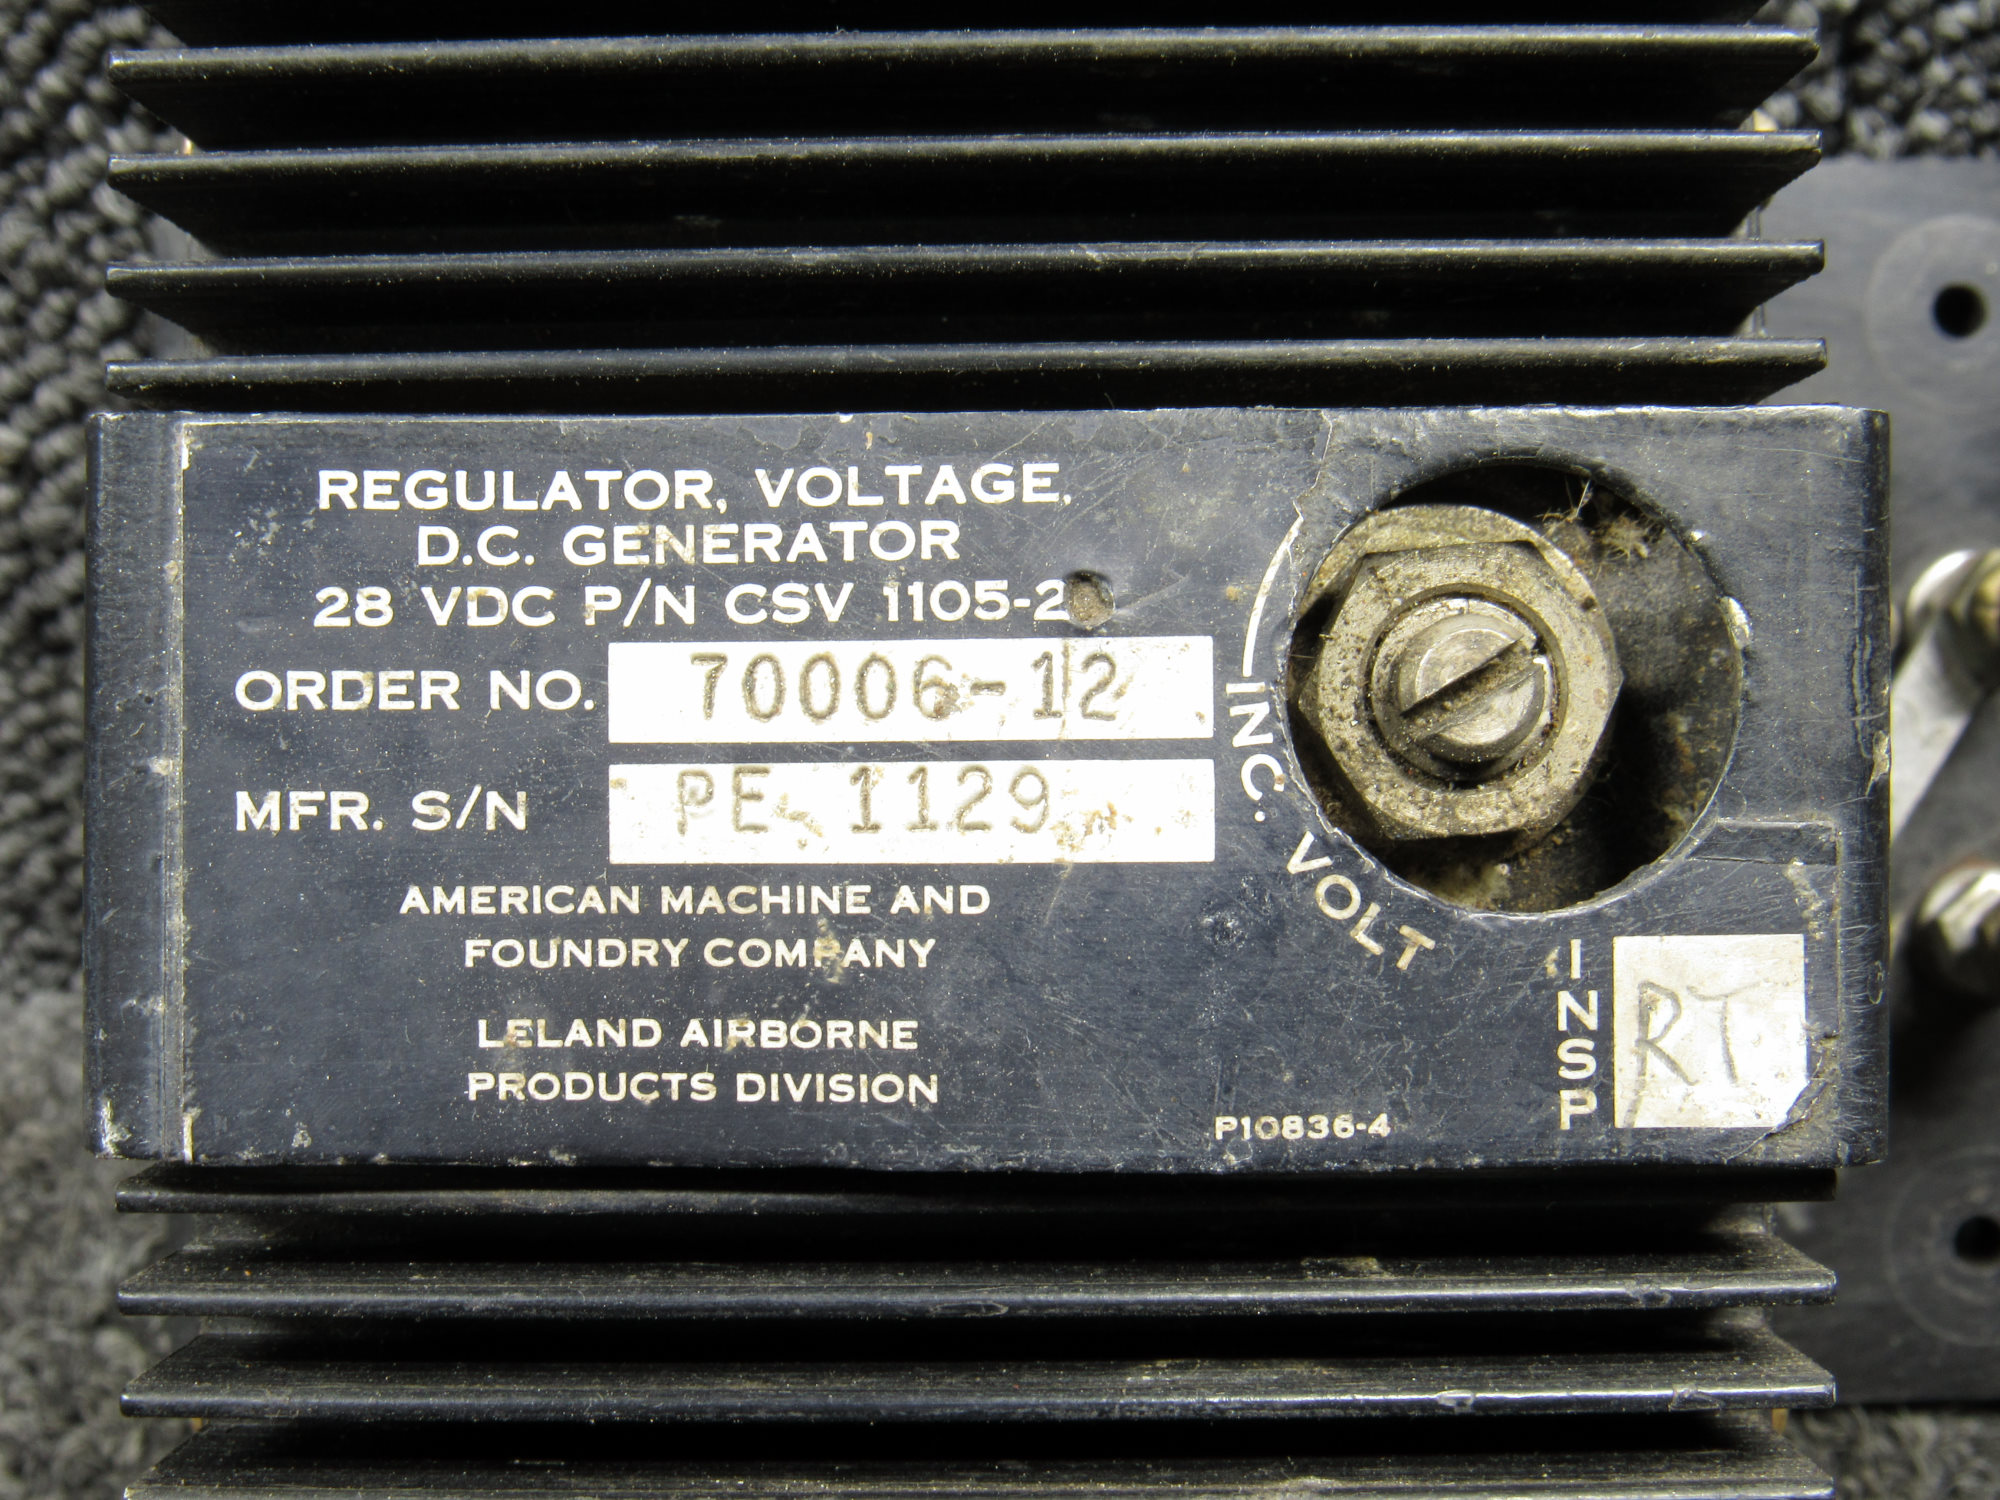 REGULATOR, VOLTAGE,
D.C. GENERATOR
28 VDC P/N CSV 1105-2
ORDER NO. 70006-12
MFR. S/N PE 1129
AMERICAN MACHINE AND
FOUNDRY COMPANY
LELAND AIRBORNE
PRODUCTS DIVISION
INC. VOLT
INSP RT
P10836-4